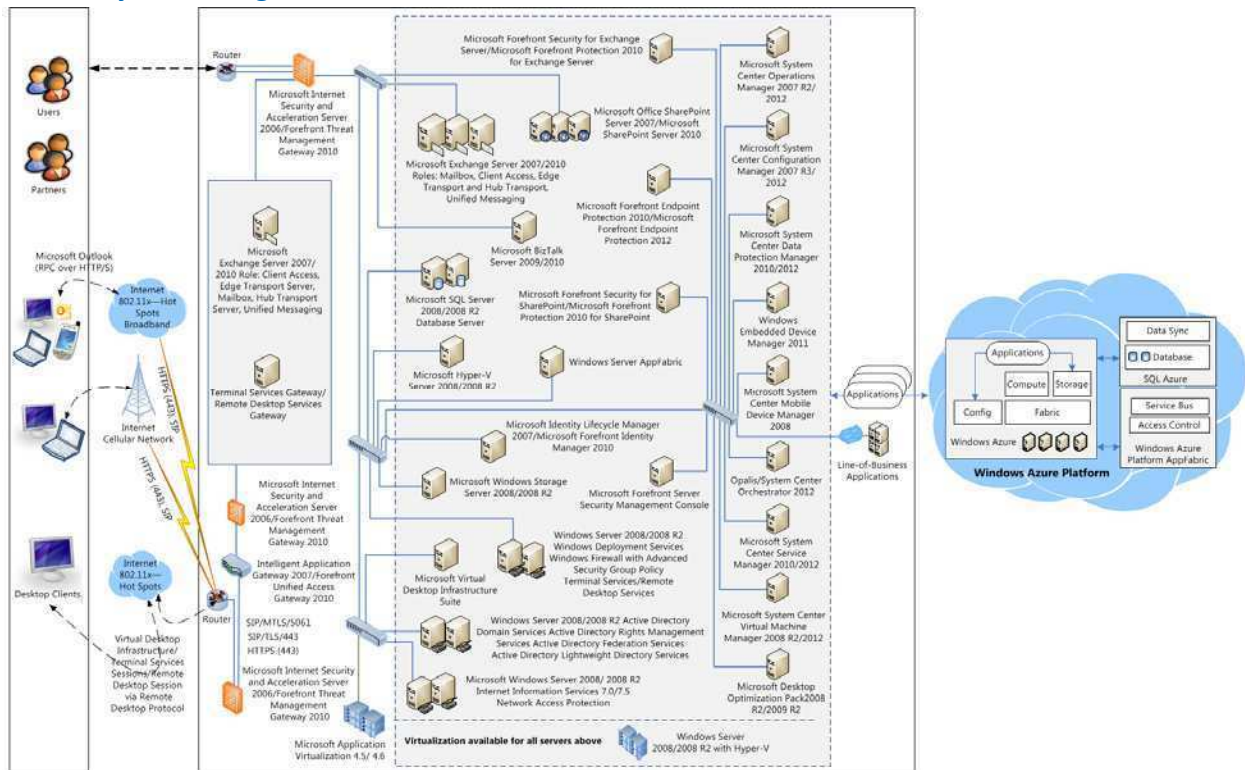 Users
Partners
Microsoft Outlook
(RPC over HTTP/S)
Internet
802.11x—Hot
Spots
Broadband
Internet
Cellular Network
HTTPS (443), SIP
HTTPS (443), SIP
Desktop Clients
Internet
802.11x—
Hot Spots
Virtual Desktop
Infrastructure/
Terminal Services
Sessions/Remote
Desktop Session
via Remote
Desktop Protocol
Router
Microsoft Internet
Security and
Acceleration Server
2006/Forefront Threat
Management
Gateway 2010
Microsoft
Exchange Server 2007/
2010 Role: Client Access,
Edge Transport Server,
Mailbox, Hub Transport
Server, Unified Messaging
Terminal Services Gateway/
Remote Desktop Services
Gateway
Microsoft Internet
Security and
Acceleration Server
2006/Forefront Threat
Management
Gateway 2010
Intelligent Application
Gateway 2007/Forefront
Unified Access
Gateway 2010
Router
SIP/MTLS/5061
SIP/TLS/443
HTTPS (443)
Microsoft Internet
Security and Acceleration Server
2006/Forefront Threat
Management
Gateway 2010
Microsoft Application
Virtualization 4.5/ 4.6
Microsoft Forefront Security for Exchange
Server/Microsoft Forefront Protection 2010
for Exchange Server
Microsoft Office SharePoint
Server 2007/Microsoft
SharePoint Server 2010
Microsoft Exchange Server 2007/2010
Roles: Mailbox, Client Access, Edge
Transport and Hub Transport,
Unified Messaging
Microsoft Forefront Endpoint
Protection 2010/Microsoft
Forefront Endpoint
Protection 2012
Microsoft BizTalk
Server 2009/2010
Microsoft SQL Server
2008/2008 R2
Database Server
Microsoft Forefront Security for
SharePoint/Microsoft Forefront
Protection 2010 for SharePoint
Microsoft Hyper-V
Server 2008/2008 R2
Windows Server AppFabric
Microsoft Identity Lifecycle Manager
2007/Microsoft Forefront Identity
Manager 2010
Microsoft Windows Storage
Server 2008/2008 R2
Microsoft Forefront Server
Security Management Console
Windows Server 2008/2008 R2
Windows Deployment Services
Windows Firewall with Advanced
Security Group Policy
Terminal Services/Remote
Desktop Services
Microsoft Virtual
Desktop Infrastructure
Suite
Windows Server 2008/2008 R2 Active Directory
Domain Services Active Directory Rights Management
Services Active Directory Federation Services
Active Directory Lightweight Directory Services
Microsoft Windows Server 2008/ 2008 R2
Internet Information Services 7.0/7.5
Network Access Protection
Virtualization available for all servers above
Windows Server
2008/2008 R2 with Hyper-V
Microsoft System
Center Operations
Manager 2007 R2/
2012
Microsoft System
Center Configuration
Manager 2007 R3/
2012
Microsoft System
Center Data
Protection Manager
2010/2012
Windows
Embedded Device
Manager 2011
Microsoft System
Center Mobile
Device Manager
2008
Opalis/System Center
Orchestrator 2012
Microsoft System
Center Service
Manager 2010/2012
Microsoft System Center
Virtual Machine
Manager 2008 R2/2012
Microsoft Desktop
Optimization Pack2008
R2/2009 R2
Applications
Line-of-Business
Applications
Applications
Compute
Storage
Config
Fabric
Windows Azure
Windows Azure Platform
Data Sync
Database
SQL Azure
Service Bus
Access Control
Windows Azure
Platform AppFabric